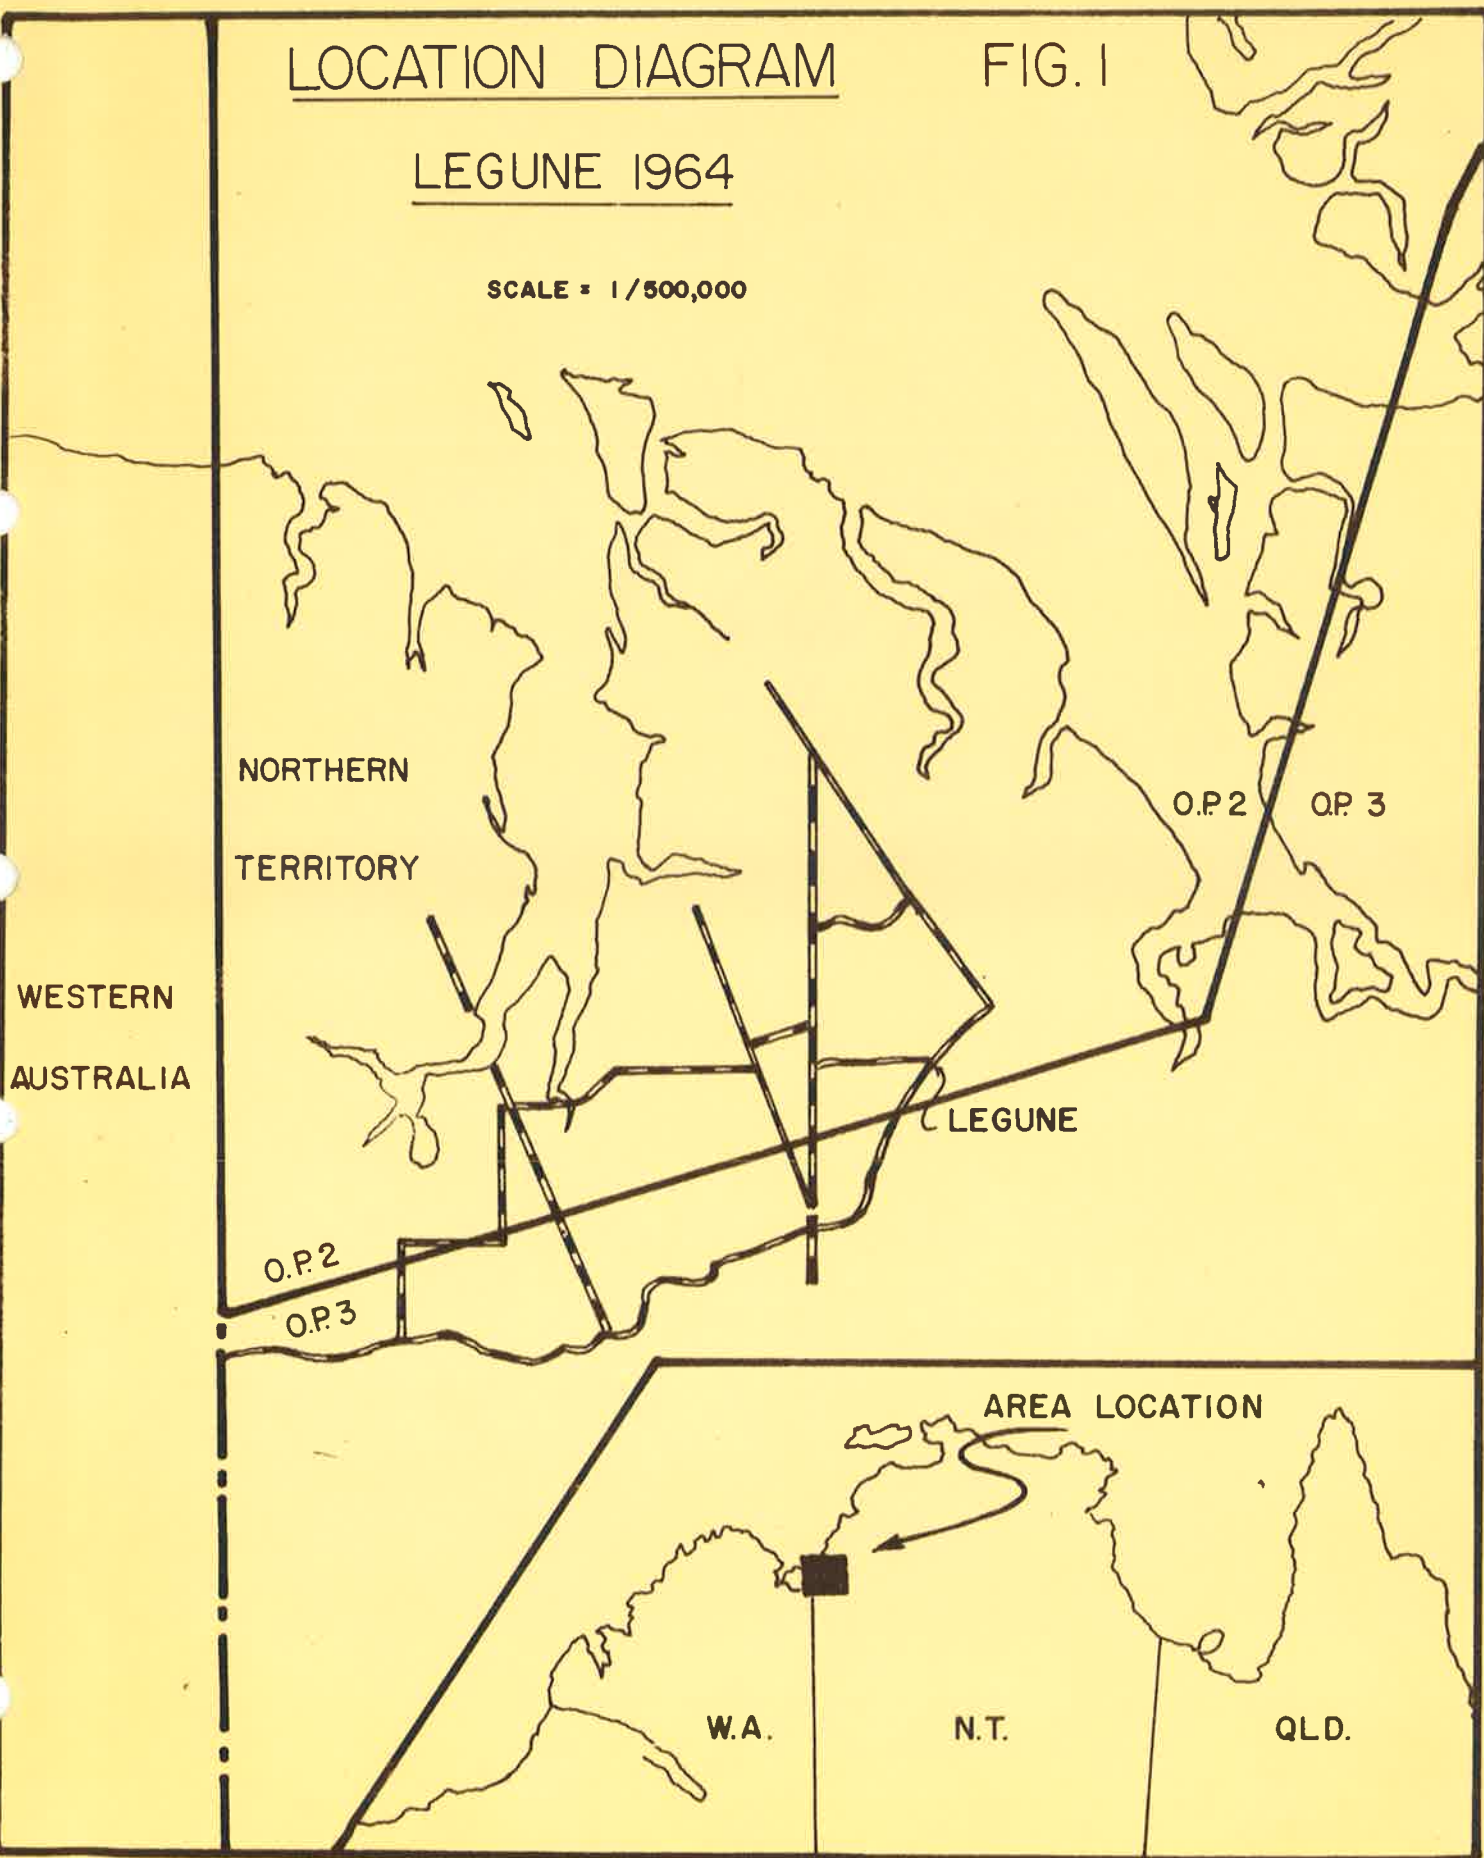 LOCATION DIAGRAM FIG. 1
LEGUNE 1964
SCALE = 1/500,000
NORTHERN
TERRITORY
O.P. 2 O.P. 3
WESTERN
AUSTRALIA
LEGUNE
O.P. 2
O.P. 3
AREA LOCATION
W.A. N.T. QLD.